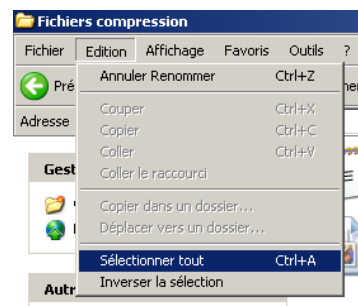 Fichiers compression
Fichier Edition Affichage Favoris Outils ?
Annuler Renommer Ctrl+Z
Pré
Couper Ctrl+X
Adresse
Copier Ctrl+C
Coller Ctrl+V
Coller le raccourci
Gest
Copier dans un dossier...
Déplacer vers un dossier...
Sélectionner tout Ctrl+A
Inverser la sélection
Autr